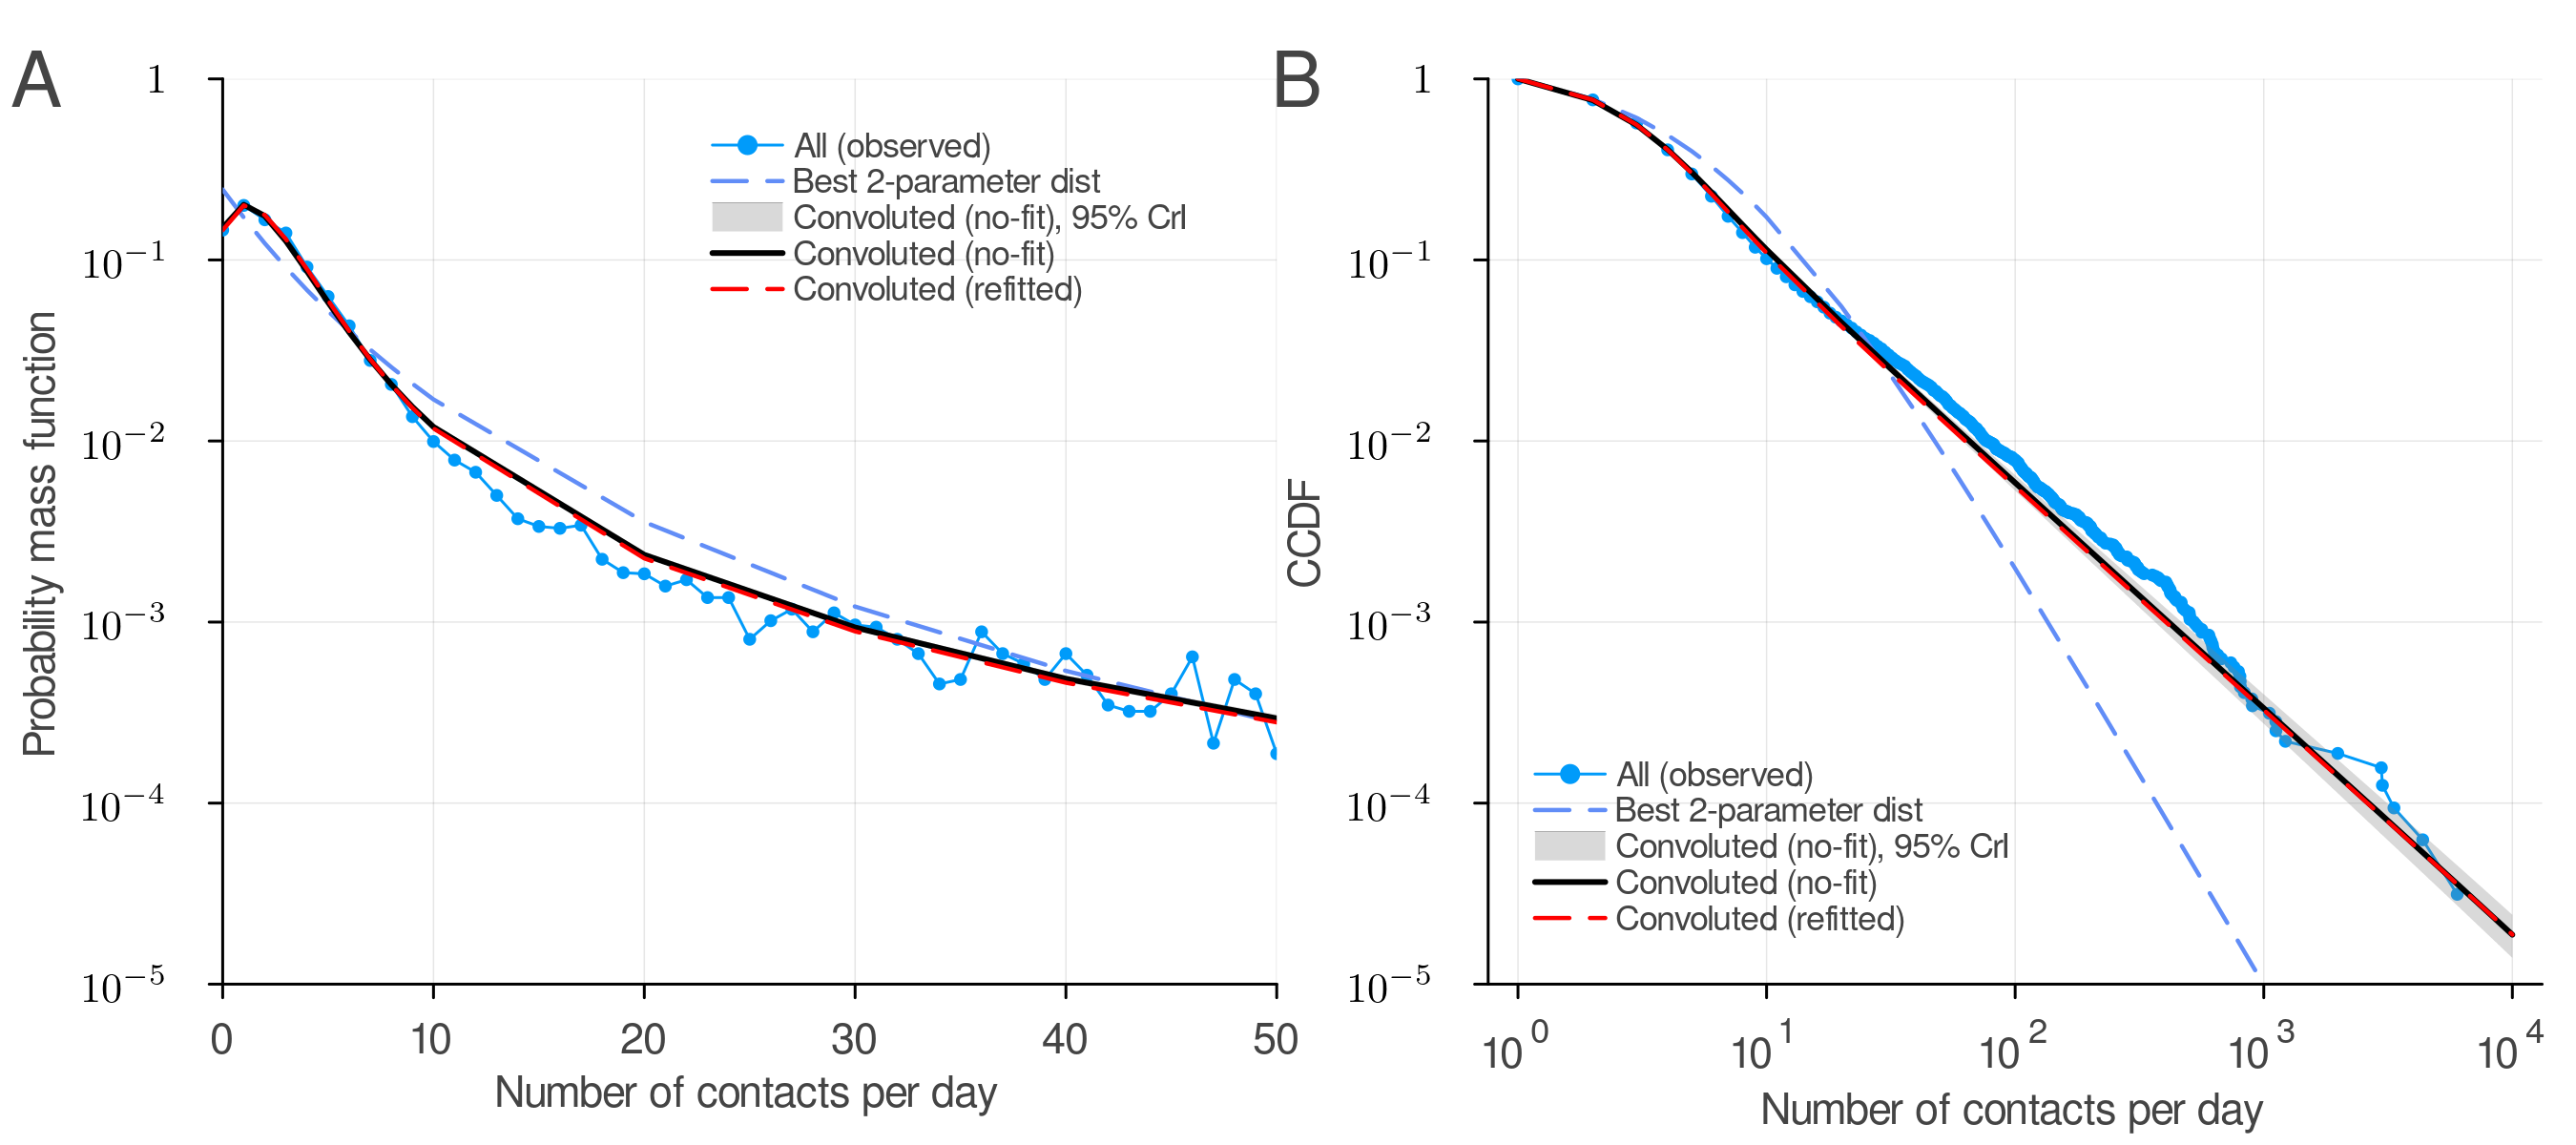 A
1
10^{-1}
10^{-2}
10^{-3}
10^{-4}
10^{-5}
Probability mass function
All (observed)
Best 2-parameter dist
Convoluted (no-fit), 95% CrI
Convoluted (no-fit)
Convoluted (refitted)
0 10 20 30 40 50
Number of contacts per day
B
1
10^{-1}
10^{-2}
10^{-3}
10^{-4}
10^{-5}
CCDF
All (observed)
Best 2-parameter dist
Convoluted (no-fit), 95% CrI
Convoluted (no-fit)
Convoluted (refitted)
10^0 10^1 10^2 10^3 10^4
Number of contacts per day